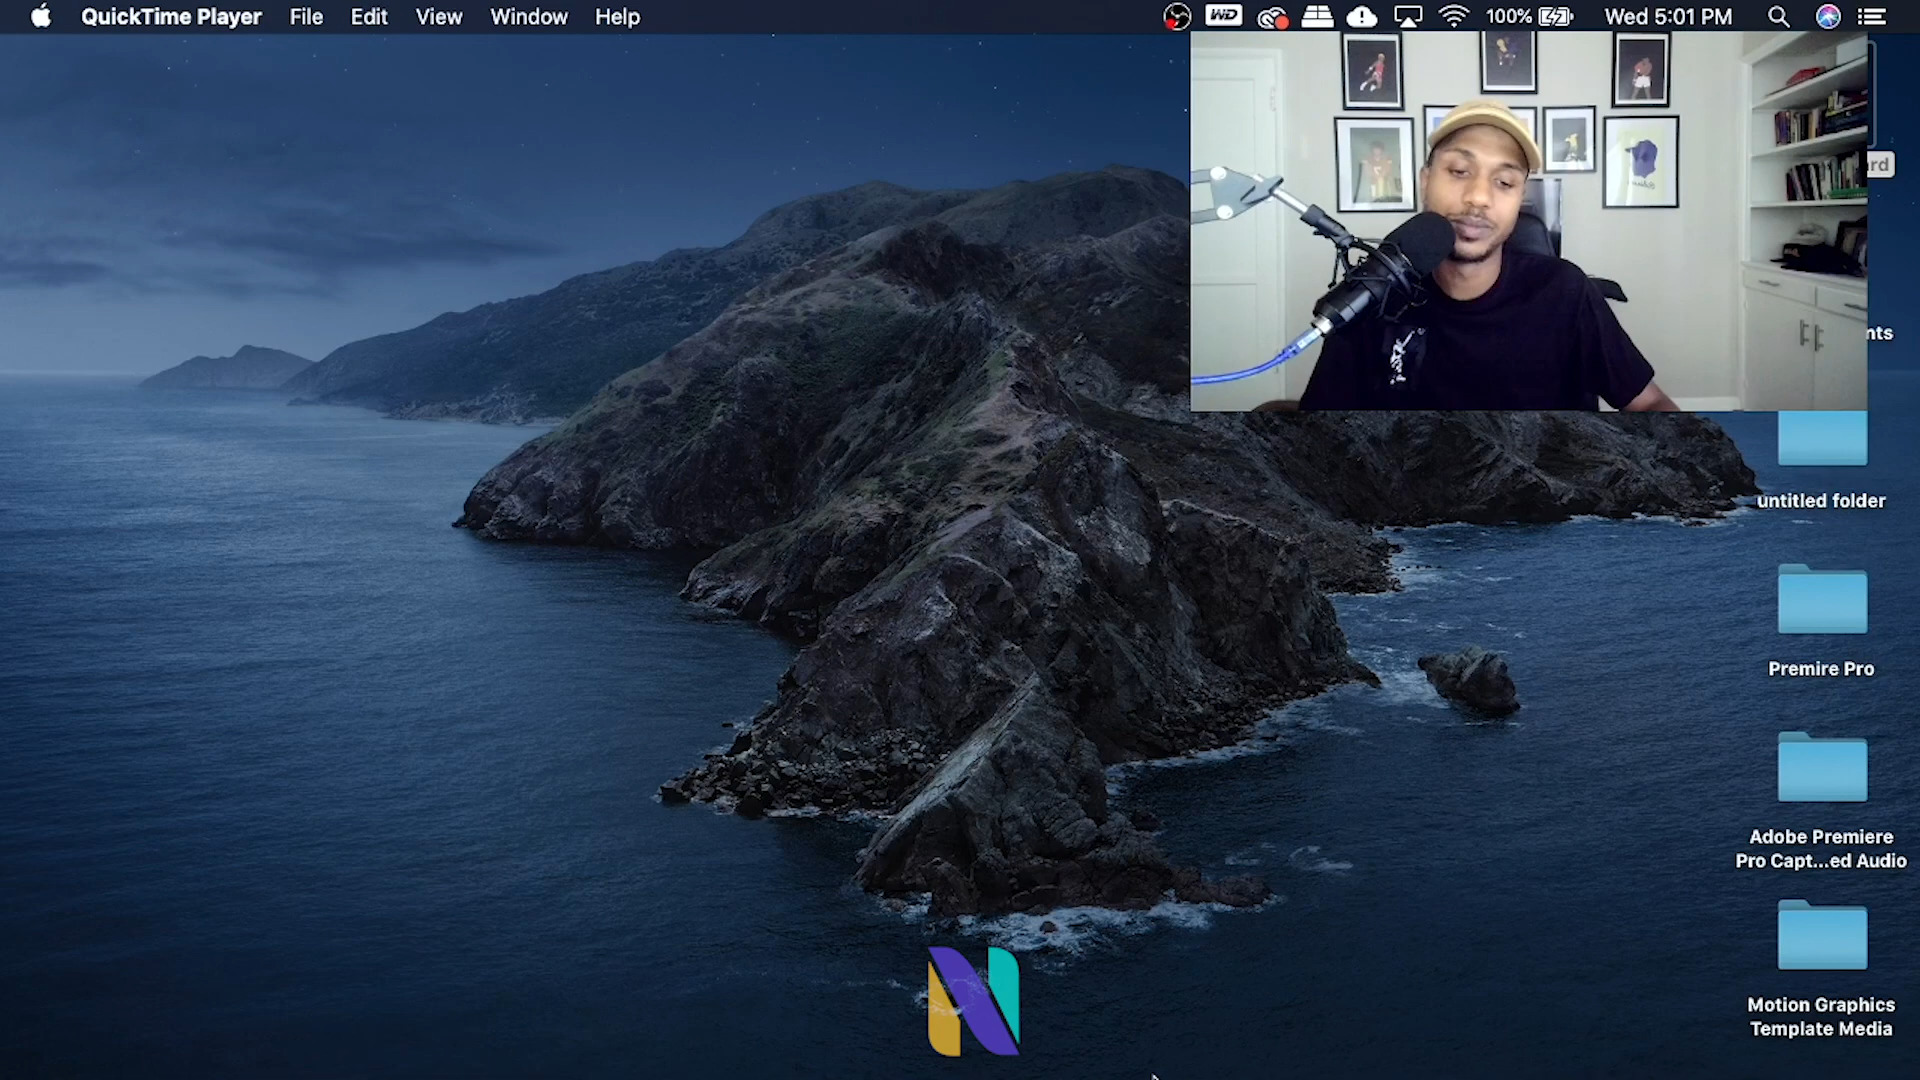 QuickTime Player File Edit View Window Help WD 100% Wed 5:01 PM
rd
nts
untitled folder
Premire Pro
Adobe Premiere
Pro Capt...ed Audio
Motion Graphics
Template Media